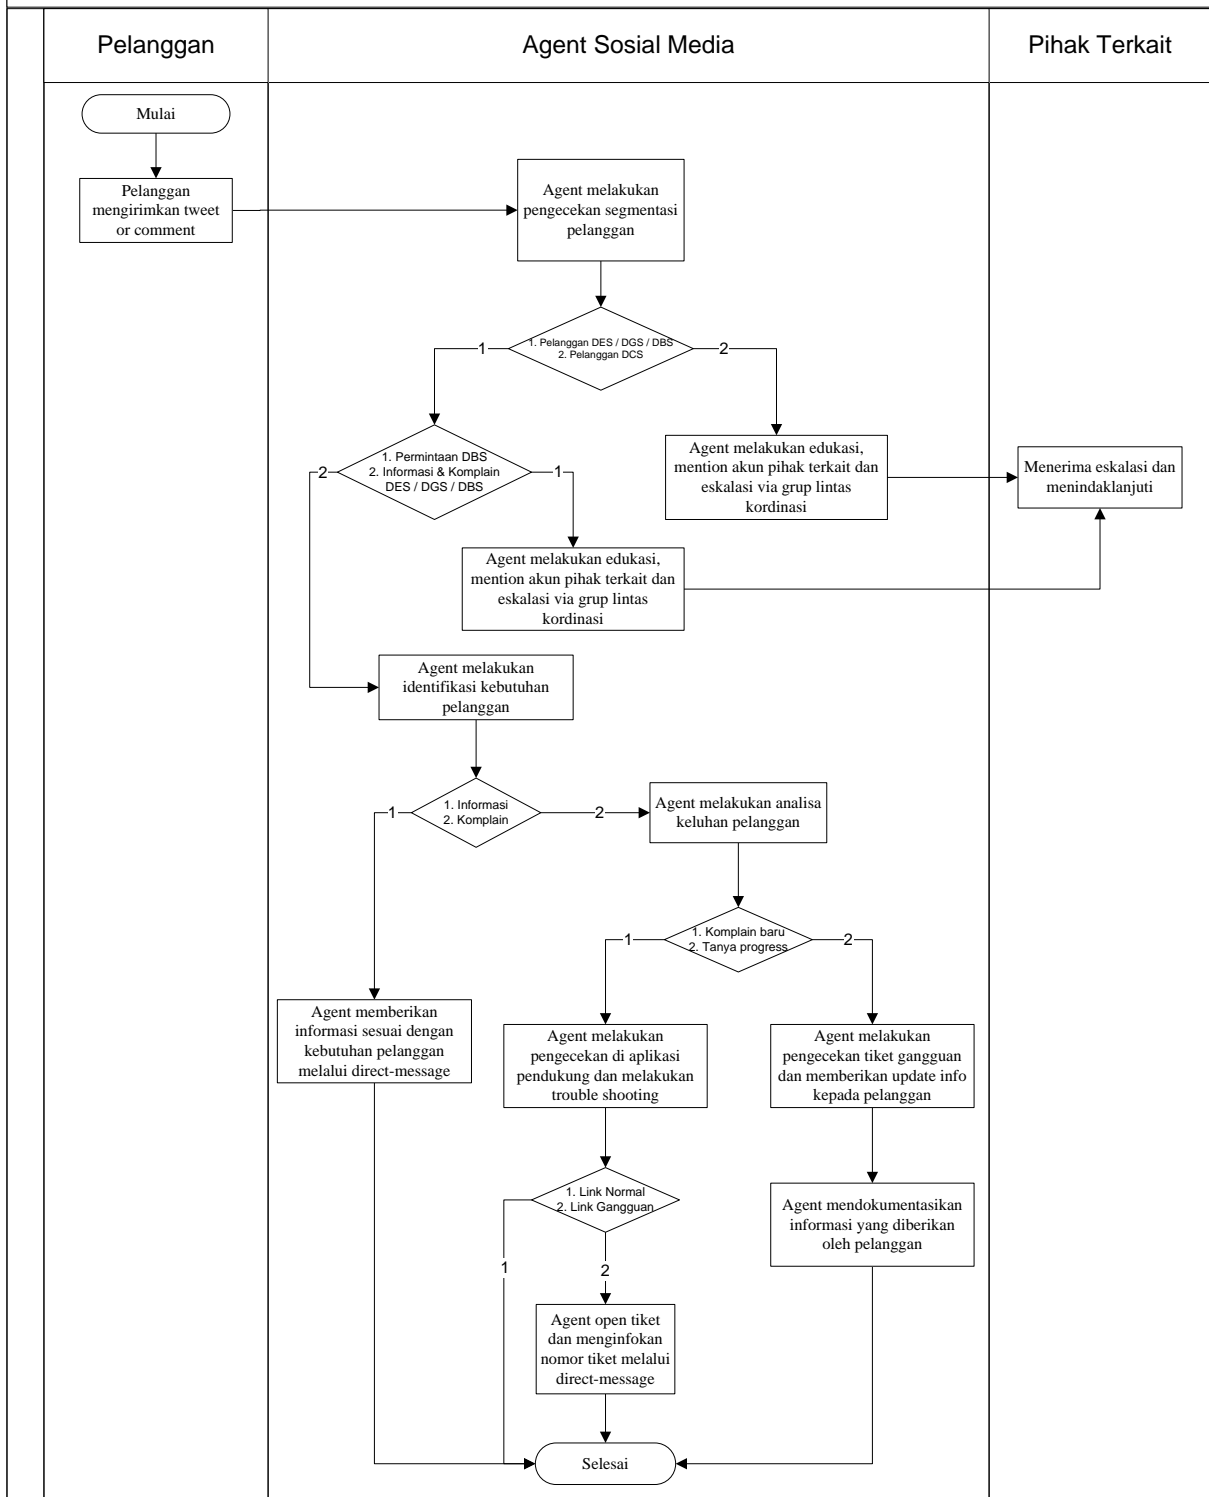 Pelanggan
Agent Sosial Media
Pihak Terkait
Mulai
Pelanggan
mengirimkan tweet
or comment
Agent melakukan
pengecekan segmentasi
pelanggan
1. Pelanggan DES / DGS / DBS
2. Pelanggan DCS
1
2
1. Permintaan DBS
2. Informasi & Komplain
DES / DGS / DBS
2
1
Agent melakukan edukasi,
mention akun pihak terkait dan
eskalasi via grup lintas
kordinasi
Menerima eskalasi dan
menindaklanjuti
Agent melakukan edukasi,
mention akun pihak terkait dan
eskalasi via grup lintas
kordinasi
Agent melakukan
identifikasi kebutuhan
pelanggan
1. Informasi
2. Komplain
1
2
Agent melakukan analisa
keluhan pelanggan
1. Komplain baru
2. Tanya progress
1
2
Agent memberikan
informasi sesuai dengan
kebutuhan pelanggan
melalui direct-message
Agent melakukan
pengecekan di aplikasi
pendukung dan melakukan
trouble shooting
Agent melakukan
pengecekan tiket gangguan
dan memberikan update info
kepada pelanggan
1. Link Normal
2. Link Gangguan
1
2
Agent mendokumentasikan
informasi yang diberikan
oleh pelanggan
Agent open tiket
dan menginfokan
nomor tiket melalui
direct-message
Selesai